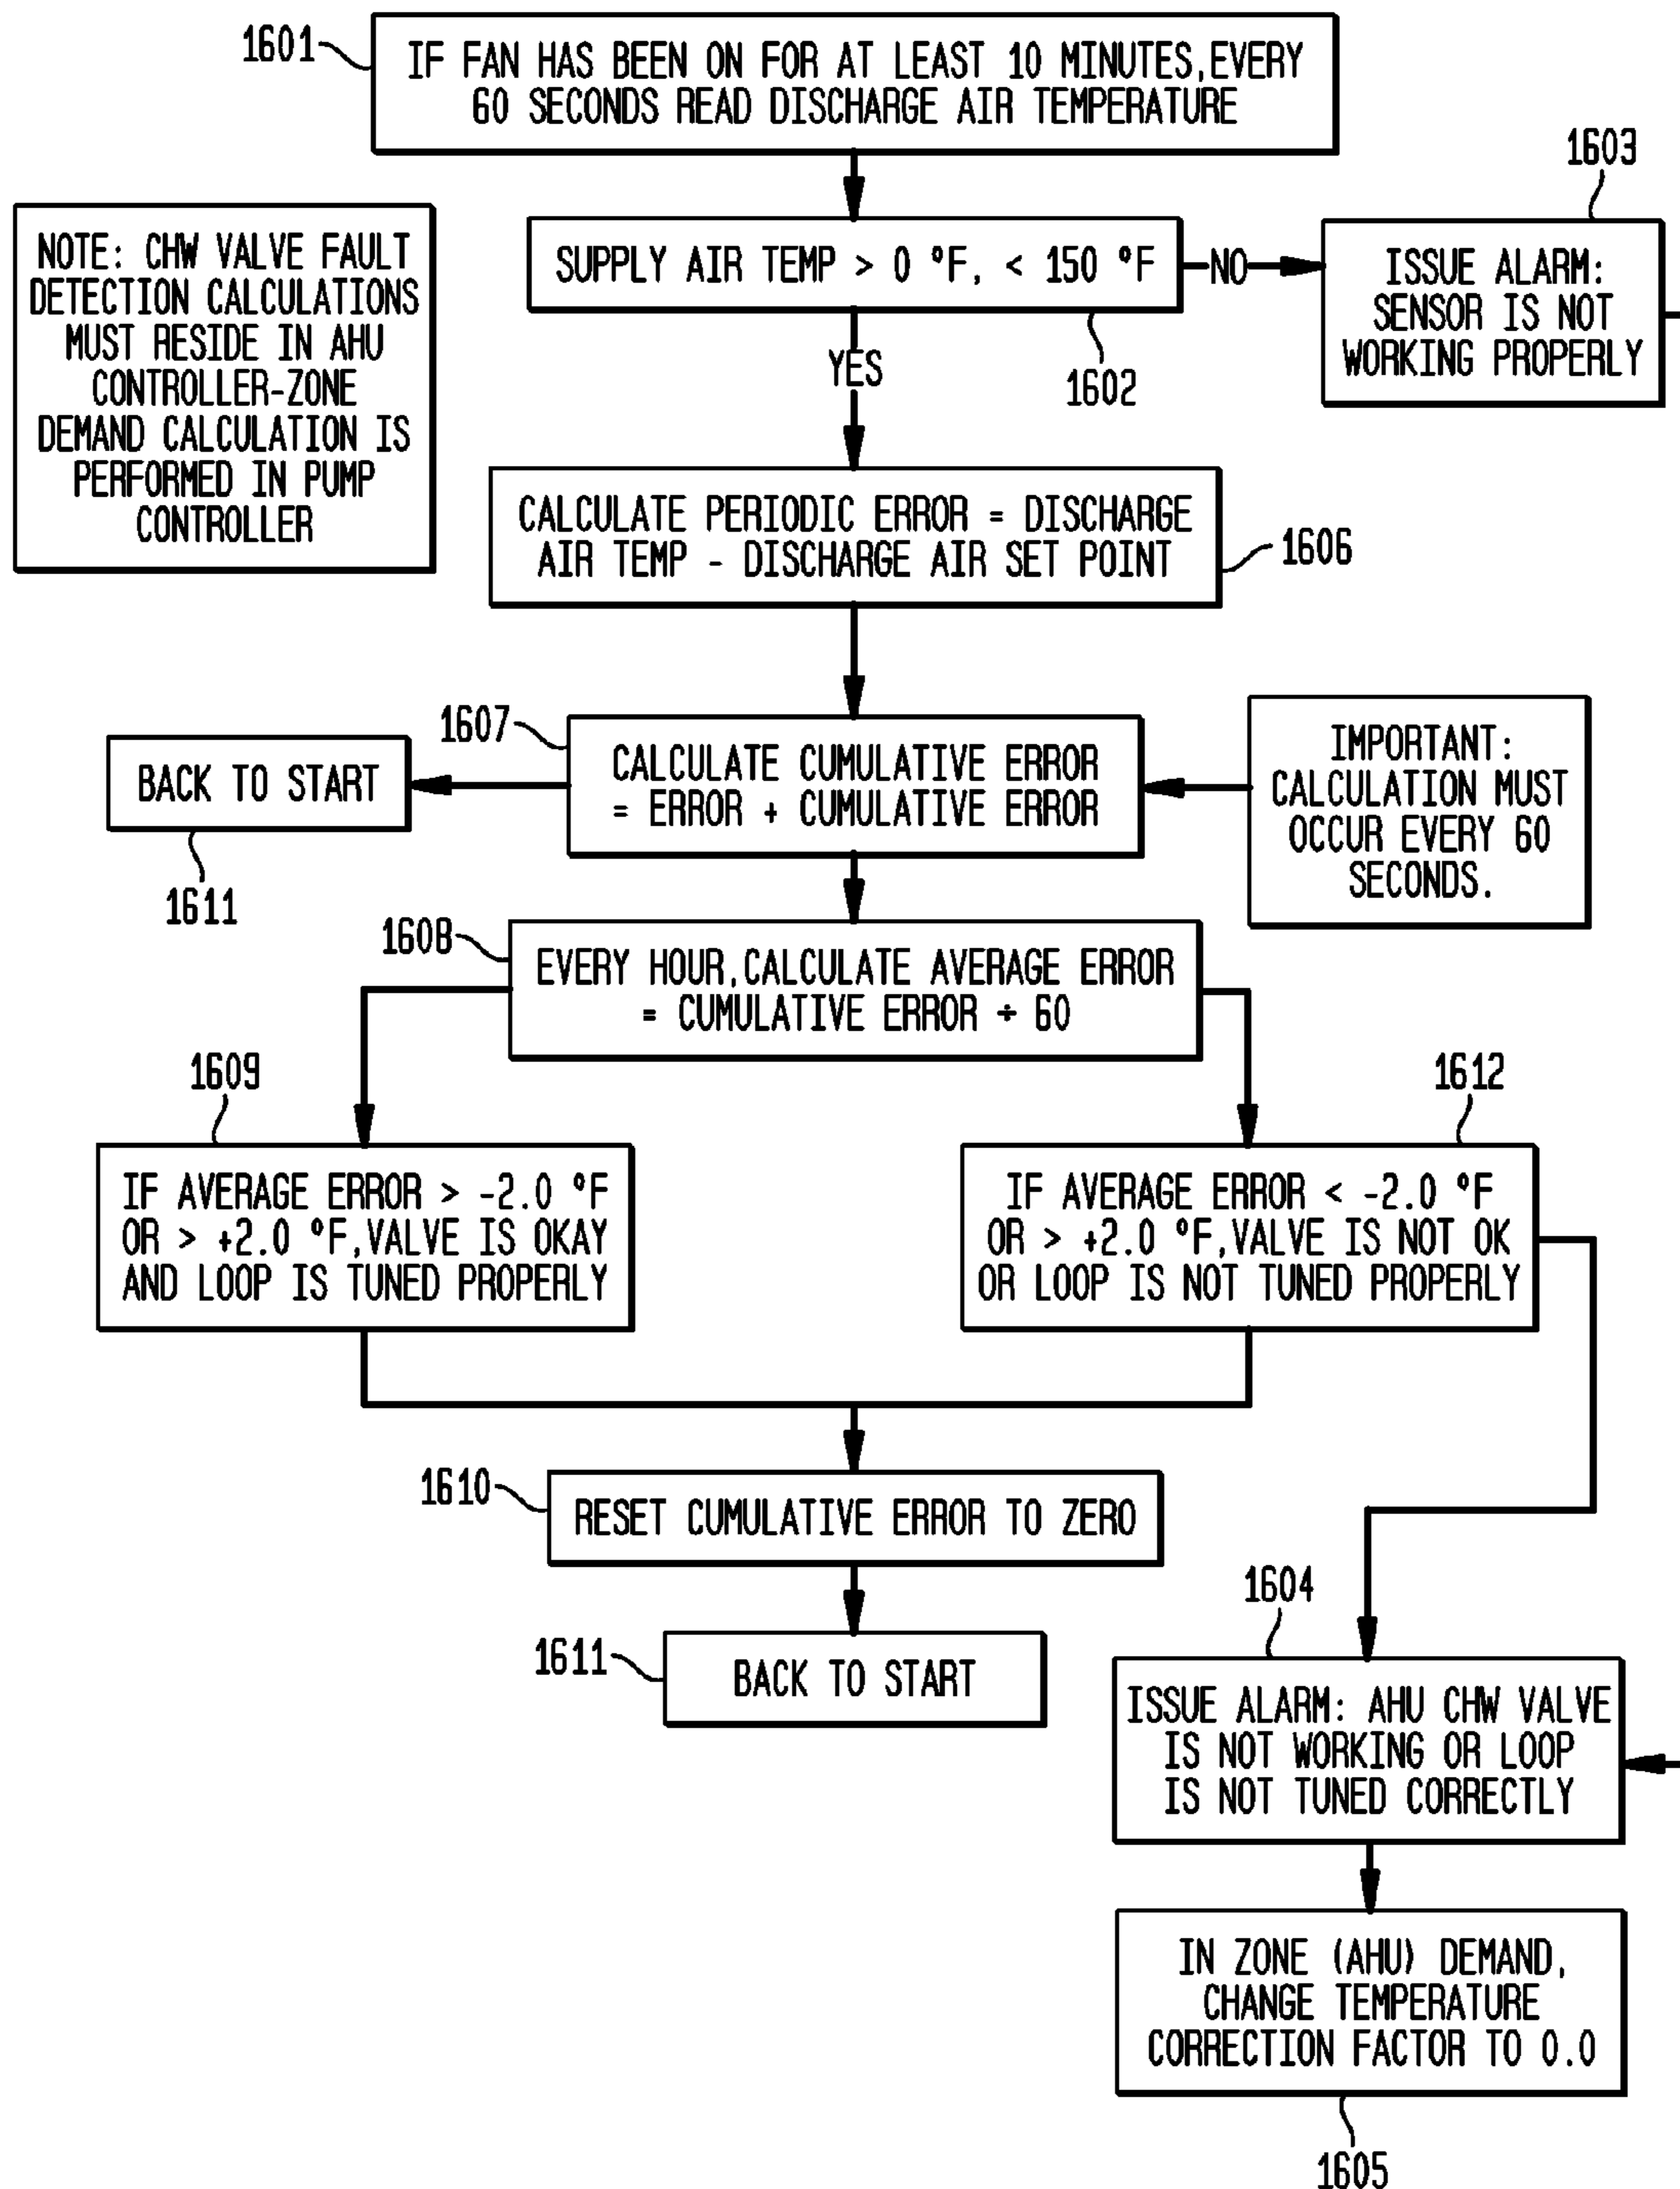 1601
IF FAN HAS BEEN ON FOR AT LEAST 10 MINUTES,EVERY
60 SECONDS READ DISCHARGE AIR TEMPERATURE
1603
NOTE: CHW VALVE FAULT
DETECTION CALCULATIONS
MUST RESIDE IN AHU
CONTROLLER-ZONE
DEMAND CALCULATION IS
PERFORMED IN PUMP
CONTROLLER
SUPPLY AIR TEMP > 0 °F, < 150 °F
NO
ISSUE ALARM:
SENSOR IS NOT
WORKING PROPERLY
YES
1602
CALCULATE PERIODIC ERROR = DISCHARGE
AIR TEMP - DISCHARGE AIR SET POINT
1606
1607
BACK TO START
CALCULATE CUMULATIVE ERROR
= ERROR + CUMULATIVE ERROR
IMPORTANT:
CALCULATION MUST
OCCUR EVERY 60
SECONDS.
1611
1608
EVERY HOUR,CALCULATE AVERAGE ERROR
= CUMULATIVE ERROR ÷ 60
1609
1612
IF AVERAGE ERROR > -2.0 °F
OR > +2.0 °F,VALVE IS OKAY
AND LOOP IS TUNED PROPERLY
IF AVERAGE ERROR < -2.0 °F
OR > +2.0 °F,VALVE IS NOT OK
OR LOOP IS NOT TUNED PROPERLY
1610
RESET CUMULATIVE ERROR TO ZERO
1604
1611
BACK TO START
ISSUE ALARM: AHU CHW VALVE
IS NOT WORKING OR LOOP
IS NOT TUNED CORRECTLY
IN ZONE (AHU) DEMAND,
CHANGE TEMPERATURE
CORRECTION FACTOR TO 0.0
1605